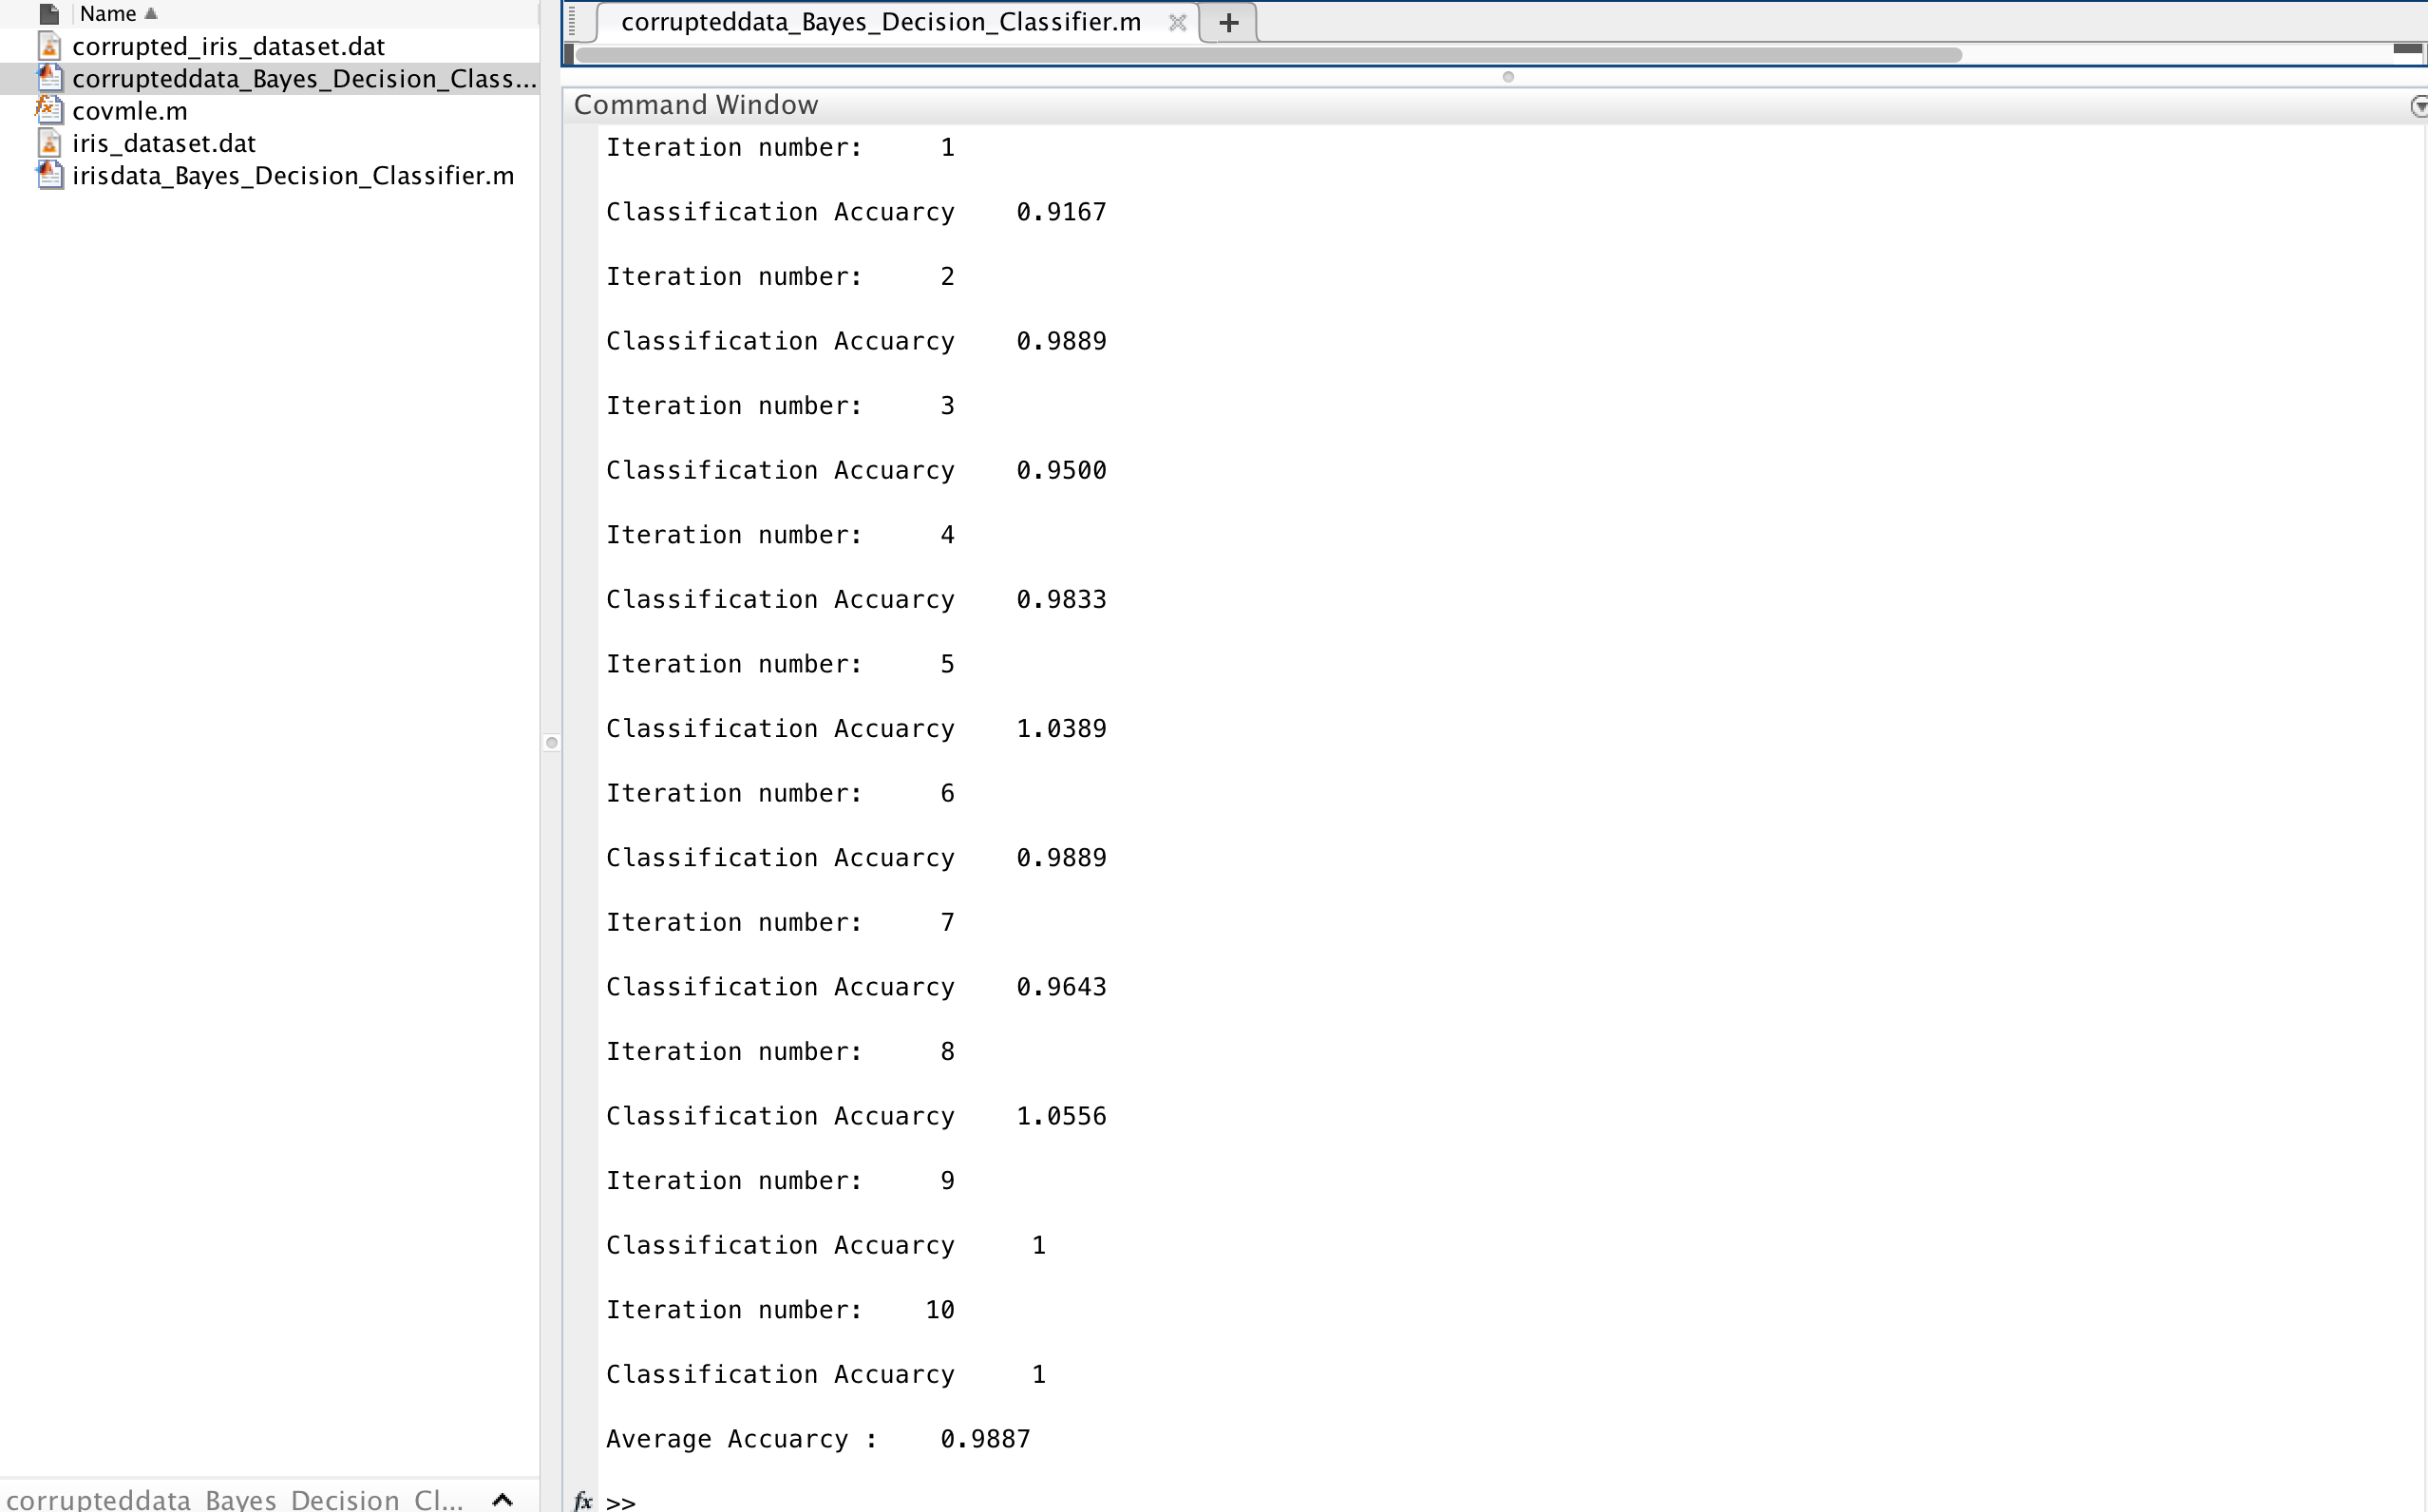 Name
corrupted_iris_dataset.dat
corrupteddata_Bayes_Decision_Class...
covmle.m
iris_dataset.dat
irisdata_Bayes_Decision_Classifier.m
corrupteddata_Bayes_Decision_Cl...
corrupteddata_Bayes_Decision_Classifier.m
Command Window
Iteration number: 1
Classification Accuarcy 0.9167
Iteration number: 2
Classification Accuarcy 0.9889
Iteration number: 3
Classification Accuarcy 0.9500
Iteration number: 4
Classification Accuarcy 0.9833
Iteration number: 5
Classification Accuarcy 1.0389
Iteration number: 6
Classification Accuarcy 0.9889
Iteration number: 7
Classification Accuarcy 0.9643
Iteration number: 8
Classification Accuarcy 1.0556
Iteration number: 9
Classification Accuarcy 1
Iteration number: 10
Classification Accuarcy 1
Average Accuarcy : 0.9887
fx >>